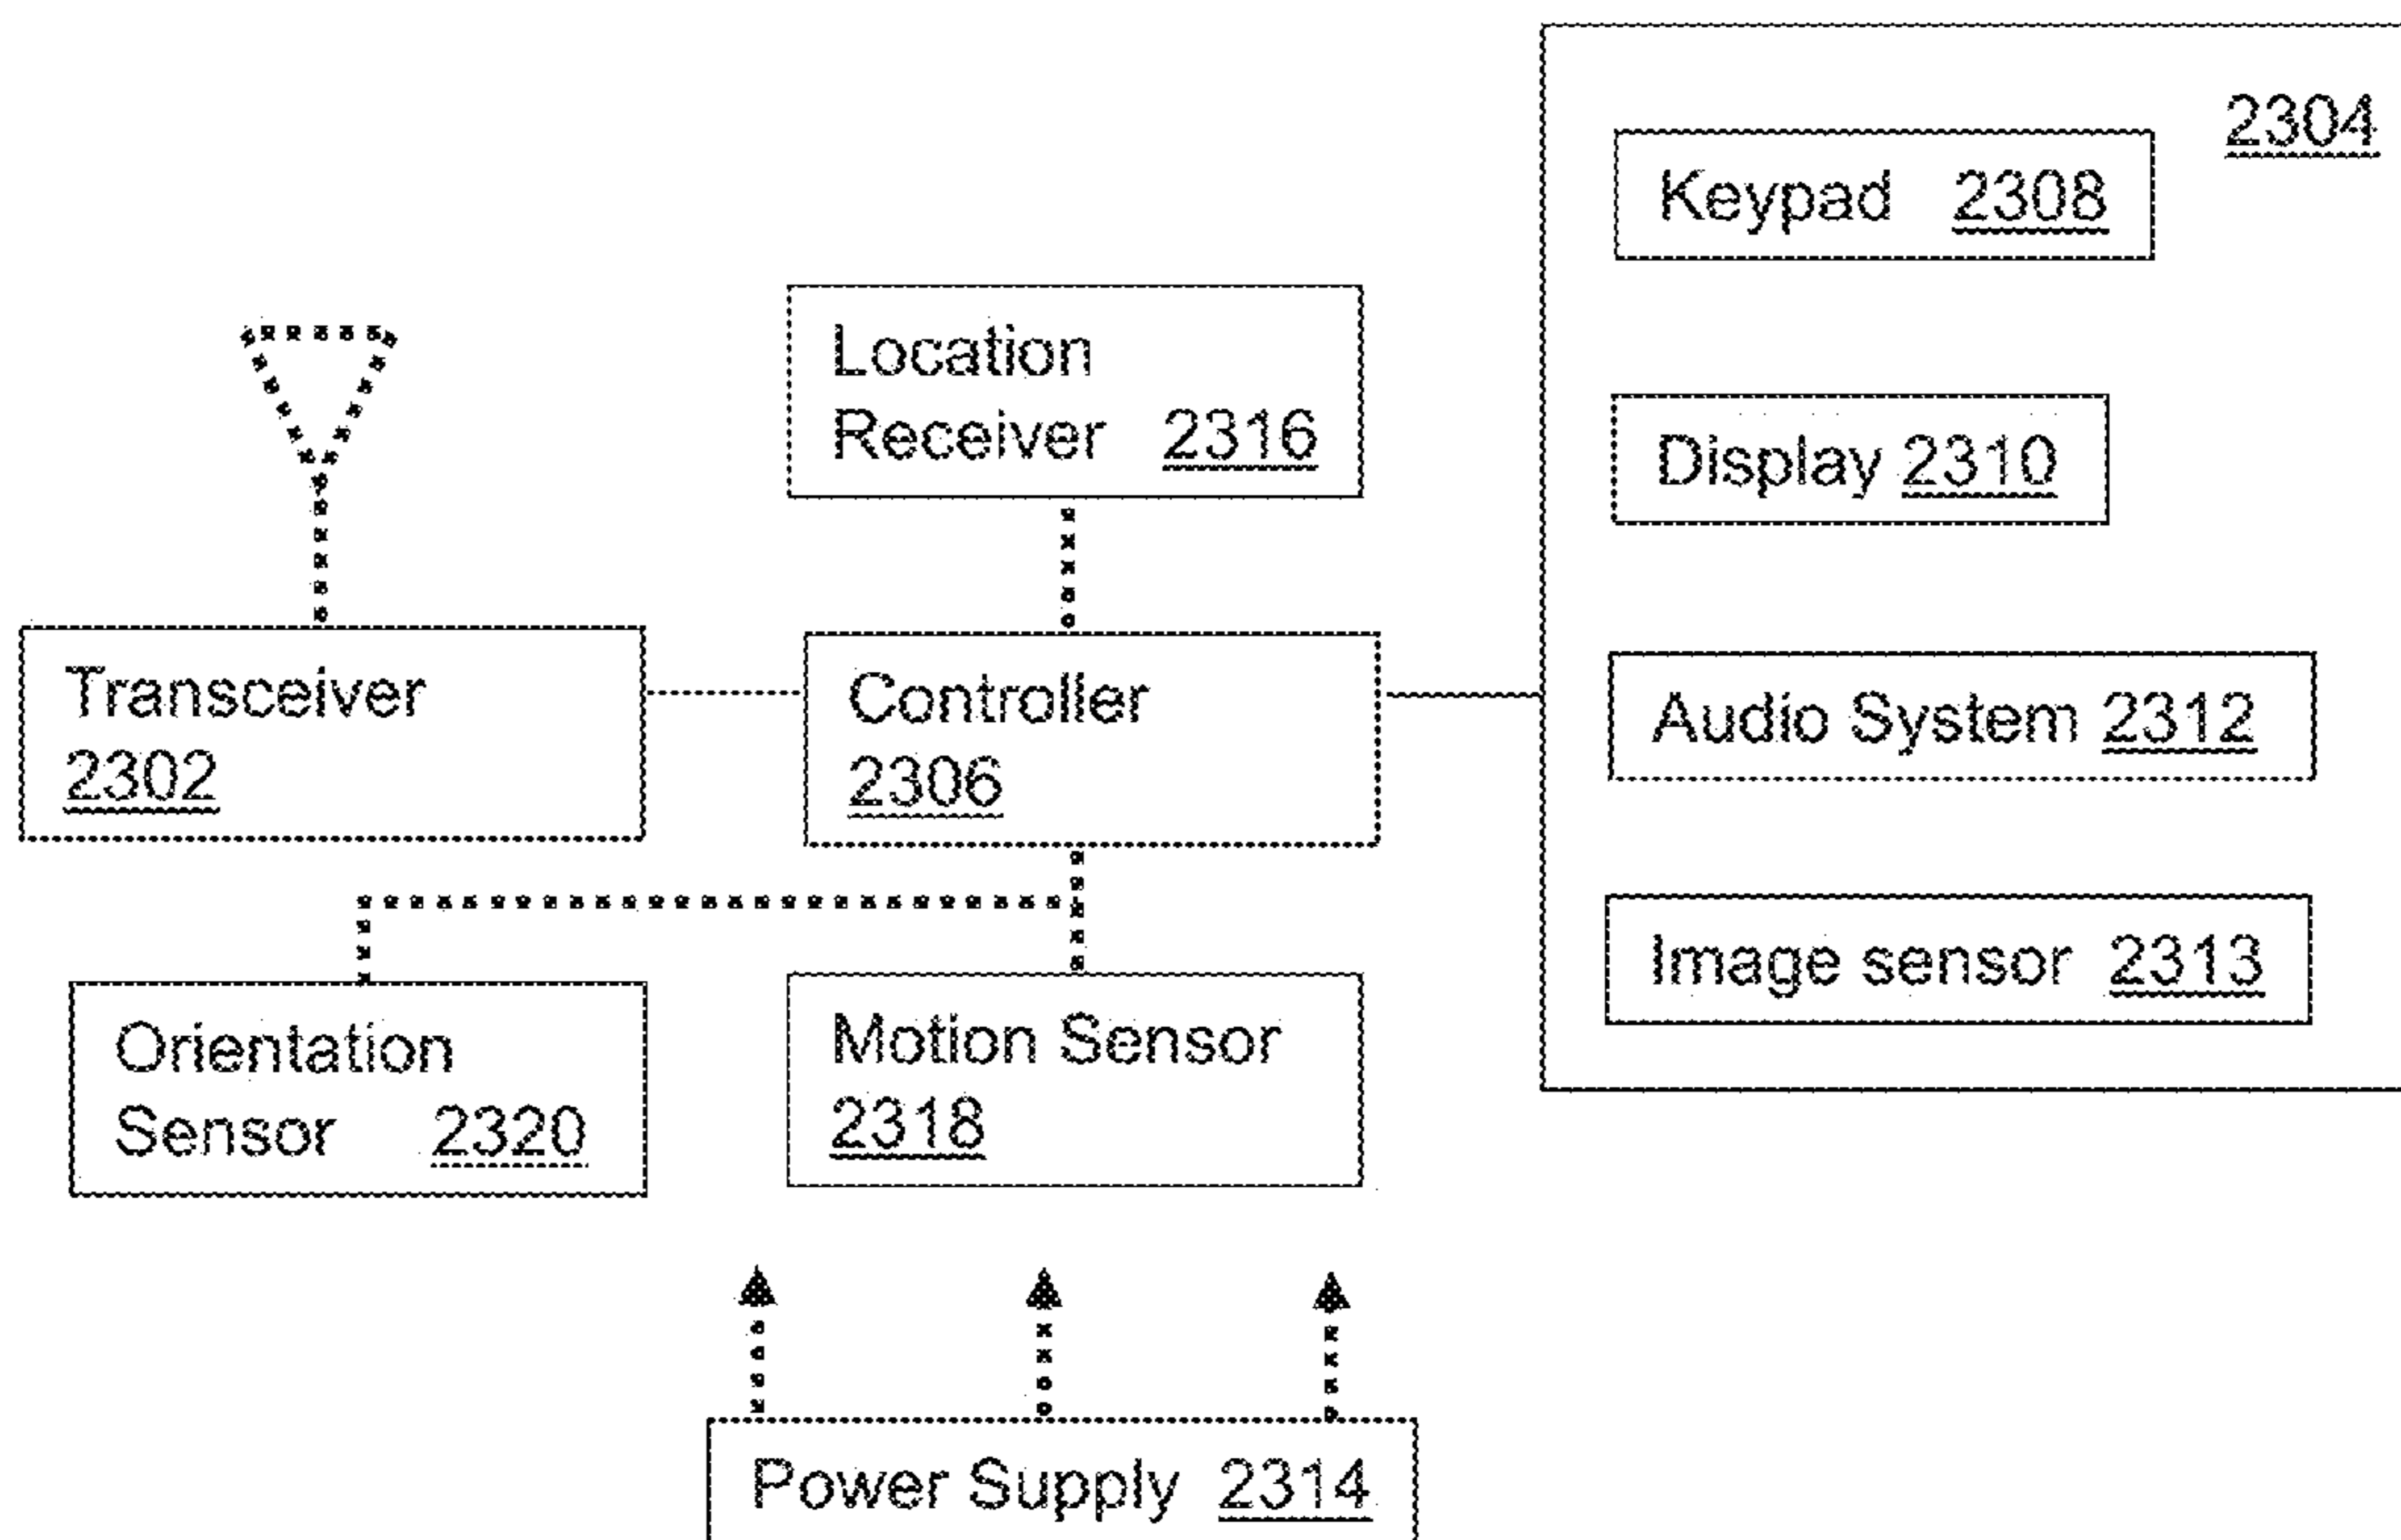 2304
Keypad 2308
Display 2310
Audio System 2312
Image sensor 2313
Location
Receiver 2316
Transceiver
2302
Controller
2306
Orientation
Sensor 2320
Motion Sensor
2318
Power Supply 2314